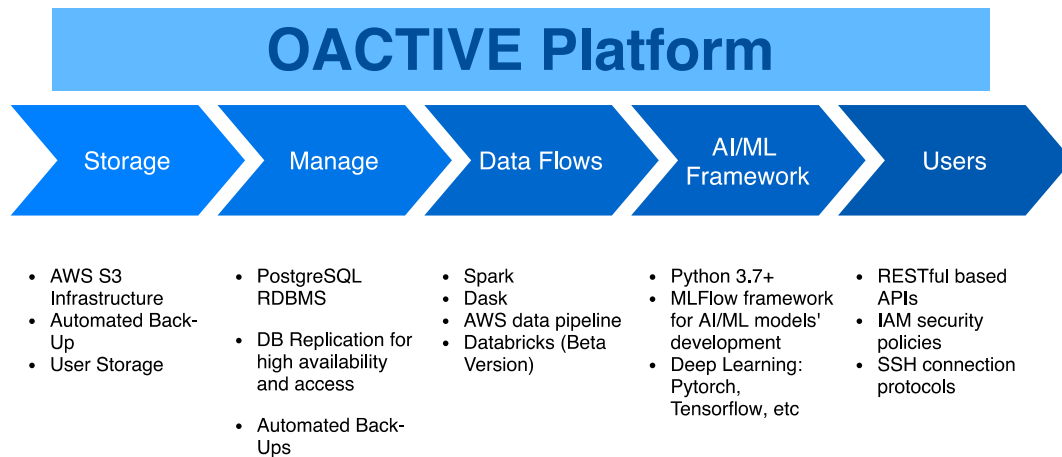 OACTIVE Platform
Storage
Manage
Data Flows
AI/ML
Framework
Users
• AWS S3
Infrastructure
• Automated Back-
Up
• User Storage
• PostgreSQL
RDBMS
• DB Replication for
high availability
and access
• Automated Back-
Ups
• Spark
• Dask
• AWS data pipeline
• Databricks (Beta
Version)
• Python 3.7+
• MLFlow framework
for AI/ML models'
development
• Deep Learning:
Pytorch,
Tensorflow, etc
• RESTful based
APIs
• IAM security
policies
• SSH connection
protocols